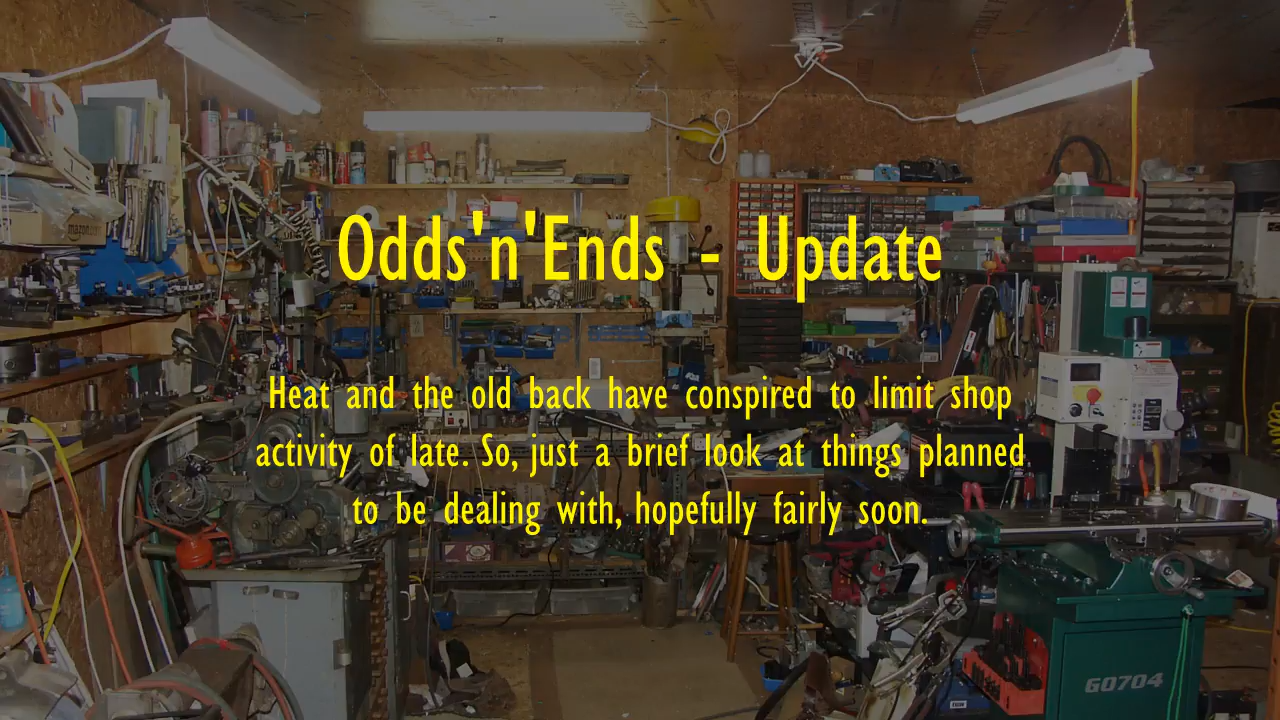 Odds'n'Ends - Update
Heat and the old back have conspired to limit shop
activity of late. So, just a brief look at things planned
to be dealing with, hopefully fairly soon.
amazon
G0704